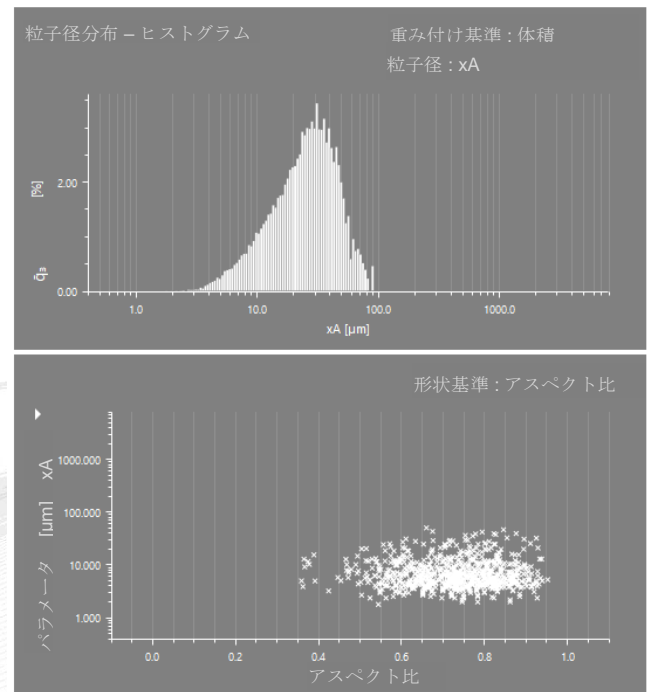 粒子径分布 – ヒストグラム
重み付け基準 : 体積
粒子径 : xA
[%]
q̄₃
2.00
0.00
1.0
10.0
100.0
1000.0
xA [μm]
形状基準 : アスペクト比
パラメータ [μm] xA
1000.000
100.000
10.000
1.000
0.0
0.2
0.4
0.6
0.8
1.0
アスペクト比